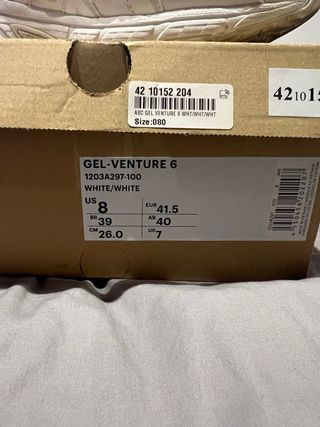 42 10152 204
ASC GEL VENTURE 6 WHT/WHT/WHT
Size:080
GEL-VENTURE 6
1203A297-100
WHITE/WHITE
US 8
EUR 41.5
BR 39
AR 40
CM 26.0
UK 7